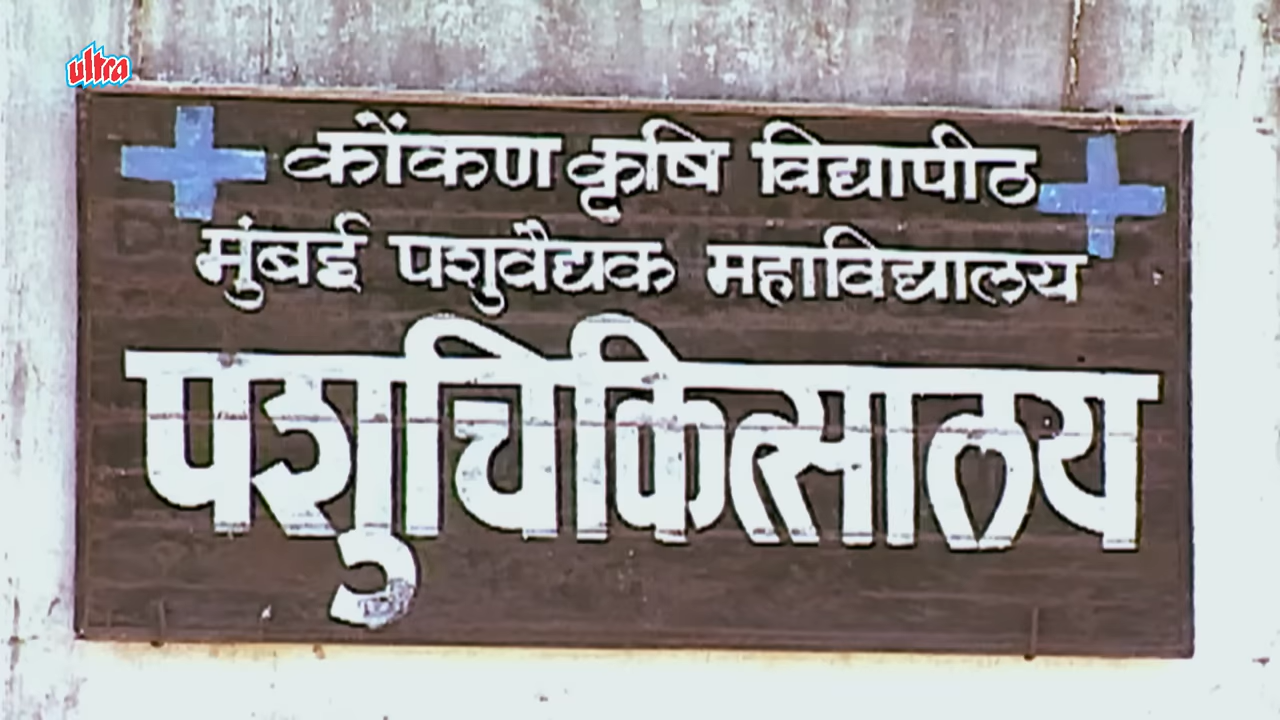 ultra
कोंकण कृषि विद्यापीठ
मुंबई पशुवैद्यक महाविद्यालय
पशुचिकित्सालय